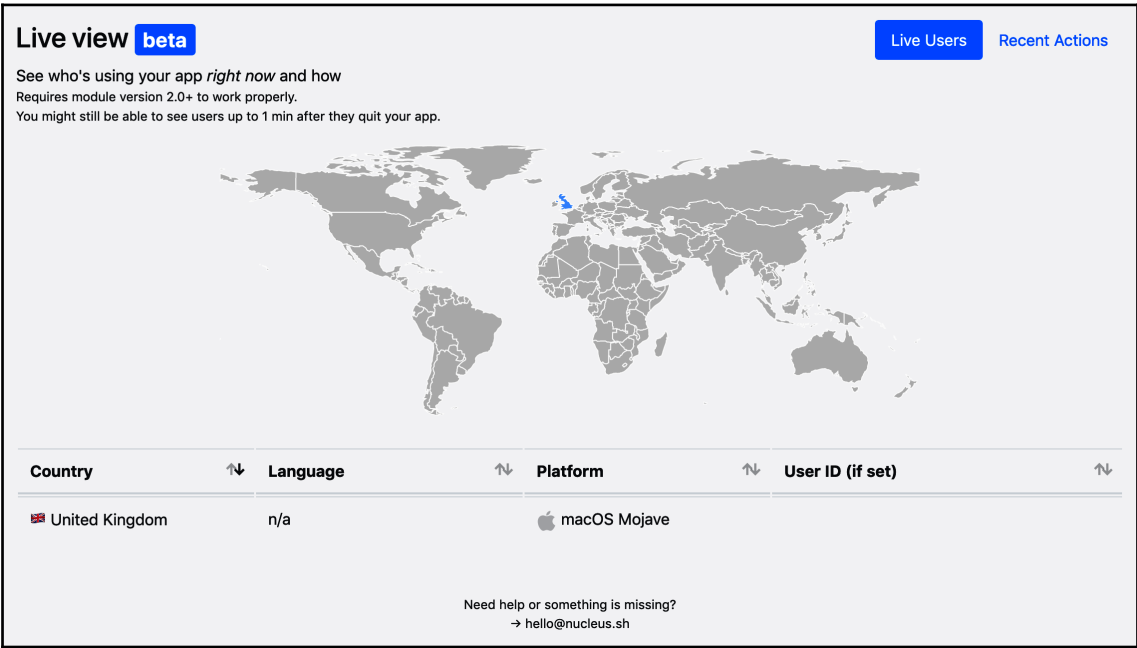 Live view beta
Live Users
Recent Actions
See who's using your app right now and how
Requires module version 2.0+ to work properly.
You might still be able to see users up to 1 min after they quit your app.
Country
Language
Platform
User ID (if set)
United Kingdom
n/a
macOS Mojave
Need help or something is missing?
→ hello@nucleus.sh